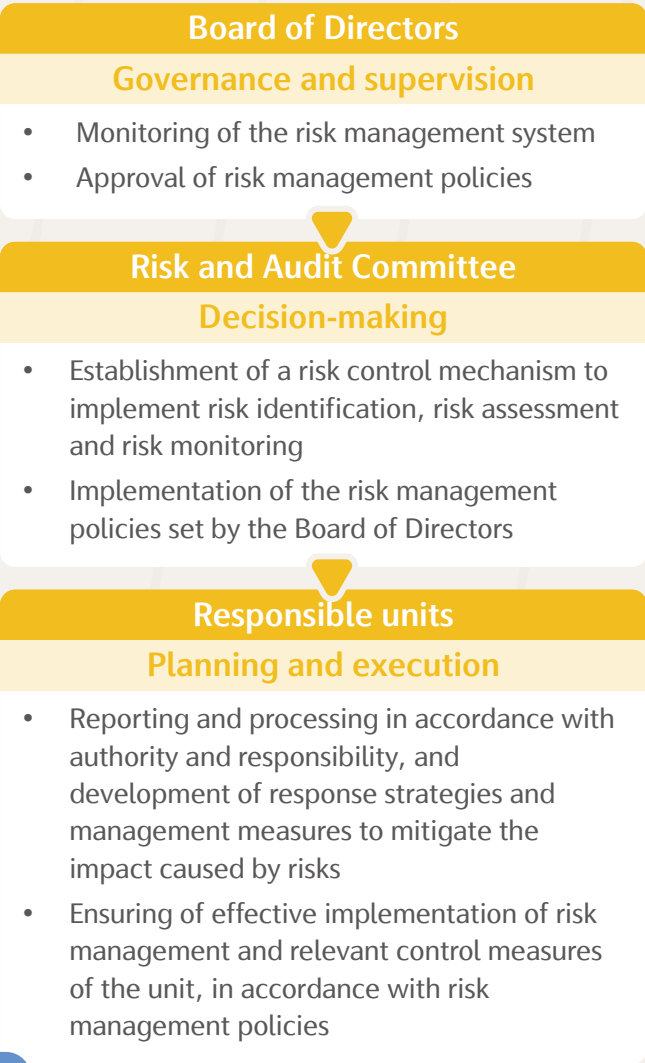 Board of Directors
Governance and supervision
• Monitoring of the risk management system
• Approval of risk management policies
Risk and Audit Committee
Decision-making
• Establishment of a risk control mechanism to
implement risk identification, risk assessment
and risk monitoring
• Implementation of the risk management
policies set by the Board of Directors
Responsible units
Planning and execution
• Reporting and processing in accordance with
authority and responsibility, and
development of response strategies and
management measures to mitigate the
impact caused by risks
• Ensuring of effective implementation of risk
management and relevant control measures
of the unit, in accordance with risk
management policies